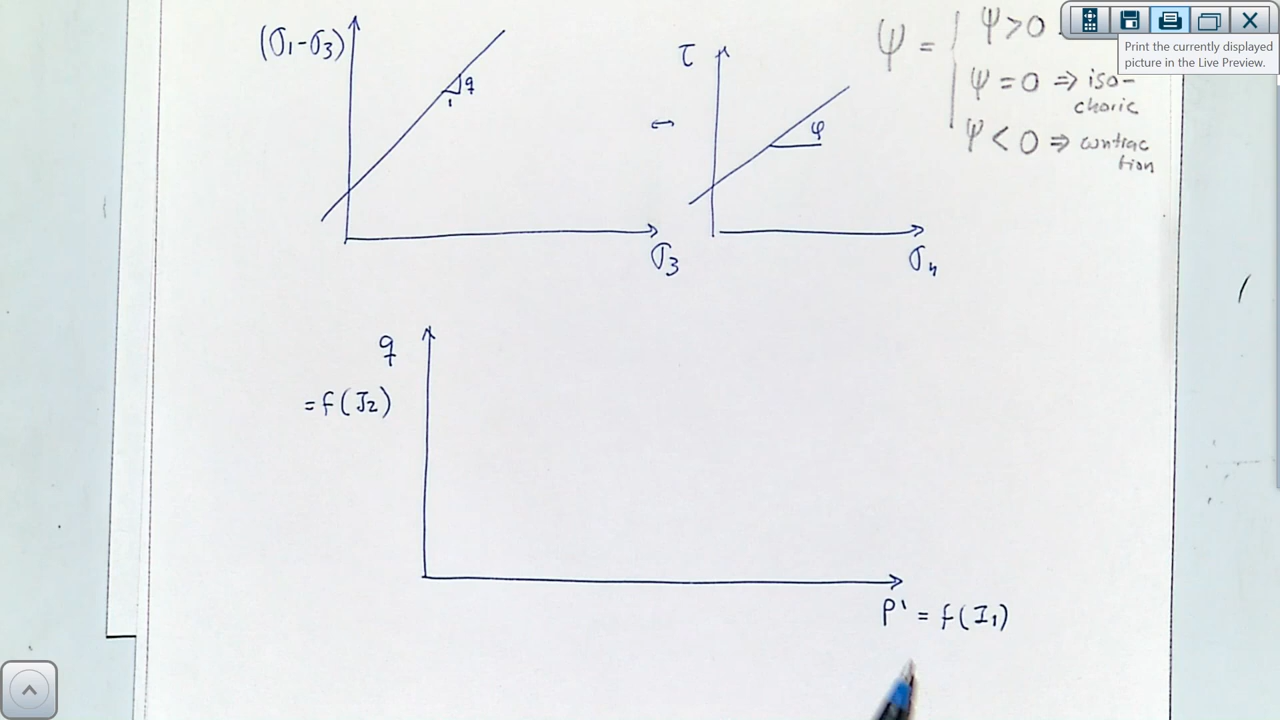 (σ1-σ3)
q
1
σ3
↔
τ
φ
σn
ψ =
ψ>0
ψ=0 ⇒ iso-
choric
ψ<0 ⇒ contrac
tion
Print the currently displayed
picture in the Live Preview.
q
=f(J2)
p' = f(I1)